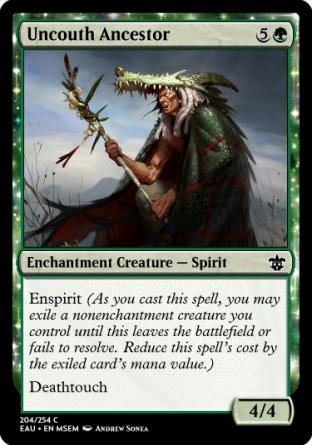 Uncouth Ancestor 5
Enchantment Creature — Spirit
Enspirit (As you cast this spell, you may
exile a nonenchantment creature you
control until this leaves the battlefield or
fails to resolve. Reduce this spell's cost by
the exiled card's mana value.)
Deathtouch
4/4
204/254 C
EAU • EN MSEM Andrew Sonea